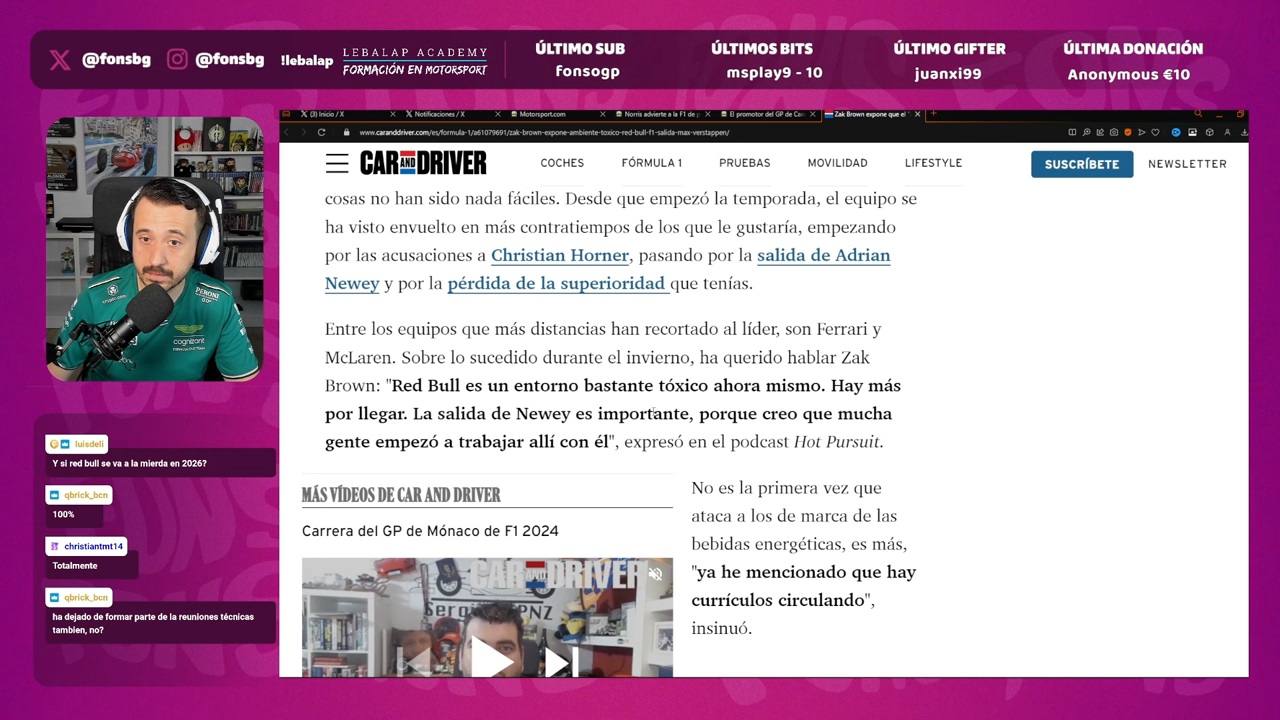 @fonsbg
@fonsbg
!lebalap
LEBALAP ACADEMY
FORMACIÓN EN MOTORSPORT
ÚLTIMO SUB
fonsogp
ÚLTIMOS BITS
msplay9 - 10
ÚLTIMO GIFTER
juanxi99
ÚLTIMA DONACIÓN
Anonymous €10
(3) Inicio / X
Notificaciones / X
Motorsport.com
Norris advierte a la F1 de p
El promotor del GP de Ca
Zak Brown expone que el
www.caranddriver.com/es/formula-1/a61079691/zak-brown-expone-ambiente-toxico-red-bull-f1-salida-max-verstappen/
CAR AND DRIVER
COCHES
FÓRMULA 1
PRUEBAS
MOVILIDAD
LIFESTYLE
SUSCRÍBETE
NEWSLETTER
cosas no han sido nada fáciles. Desde que empezó la temporada, el equipo se
ha visto envuelto en más contratiempos de los que le gustaría, empezando
por las acusaciones a Christian Horner, pasando por la salida de Adrian
Newey y por la pérdida de la superioridad que tenías.
Entre los equipos que más distancias han recortado al líder, son Ferrari y
McLaren. Sobre lo sucedido durante el invierno, ha querido hablar Zak
Brown: "Red Bull es un entorno bastante tóxico ahora mismo. Hay más
por llegar. La salida de Newey es importante, porque creo que mucha
gente empezó a trabajar allí con él", expresó en el podcast Hot Pursuit.
MÁS VÍDEOS DE CAR AND DRIVER
Carrera del GP de Mónaco de F1 2024
CAR AND DRIVER
No es la primera vez que
ataca a los de marca de las
bebidas energéticas, es más,
"ya he mencionado que hay
currículos circulando",
insinuó.
PERONI
0.0
cognizant
luisdeli
Y si red bull se va a la mierda en 2026?
qbrick_bcn
100%
christiantmt14
Totalmente
qbrick_bcn
ha dejado de formar parte de la reuniones técnicas
tambien, no?